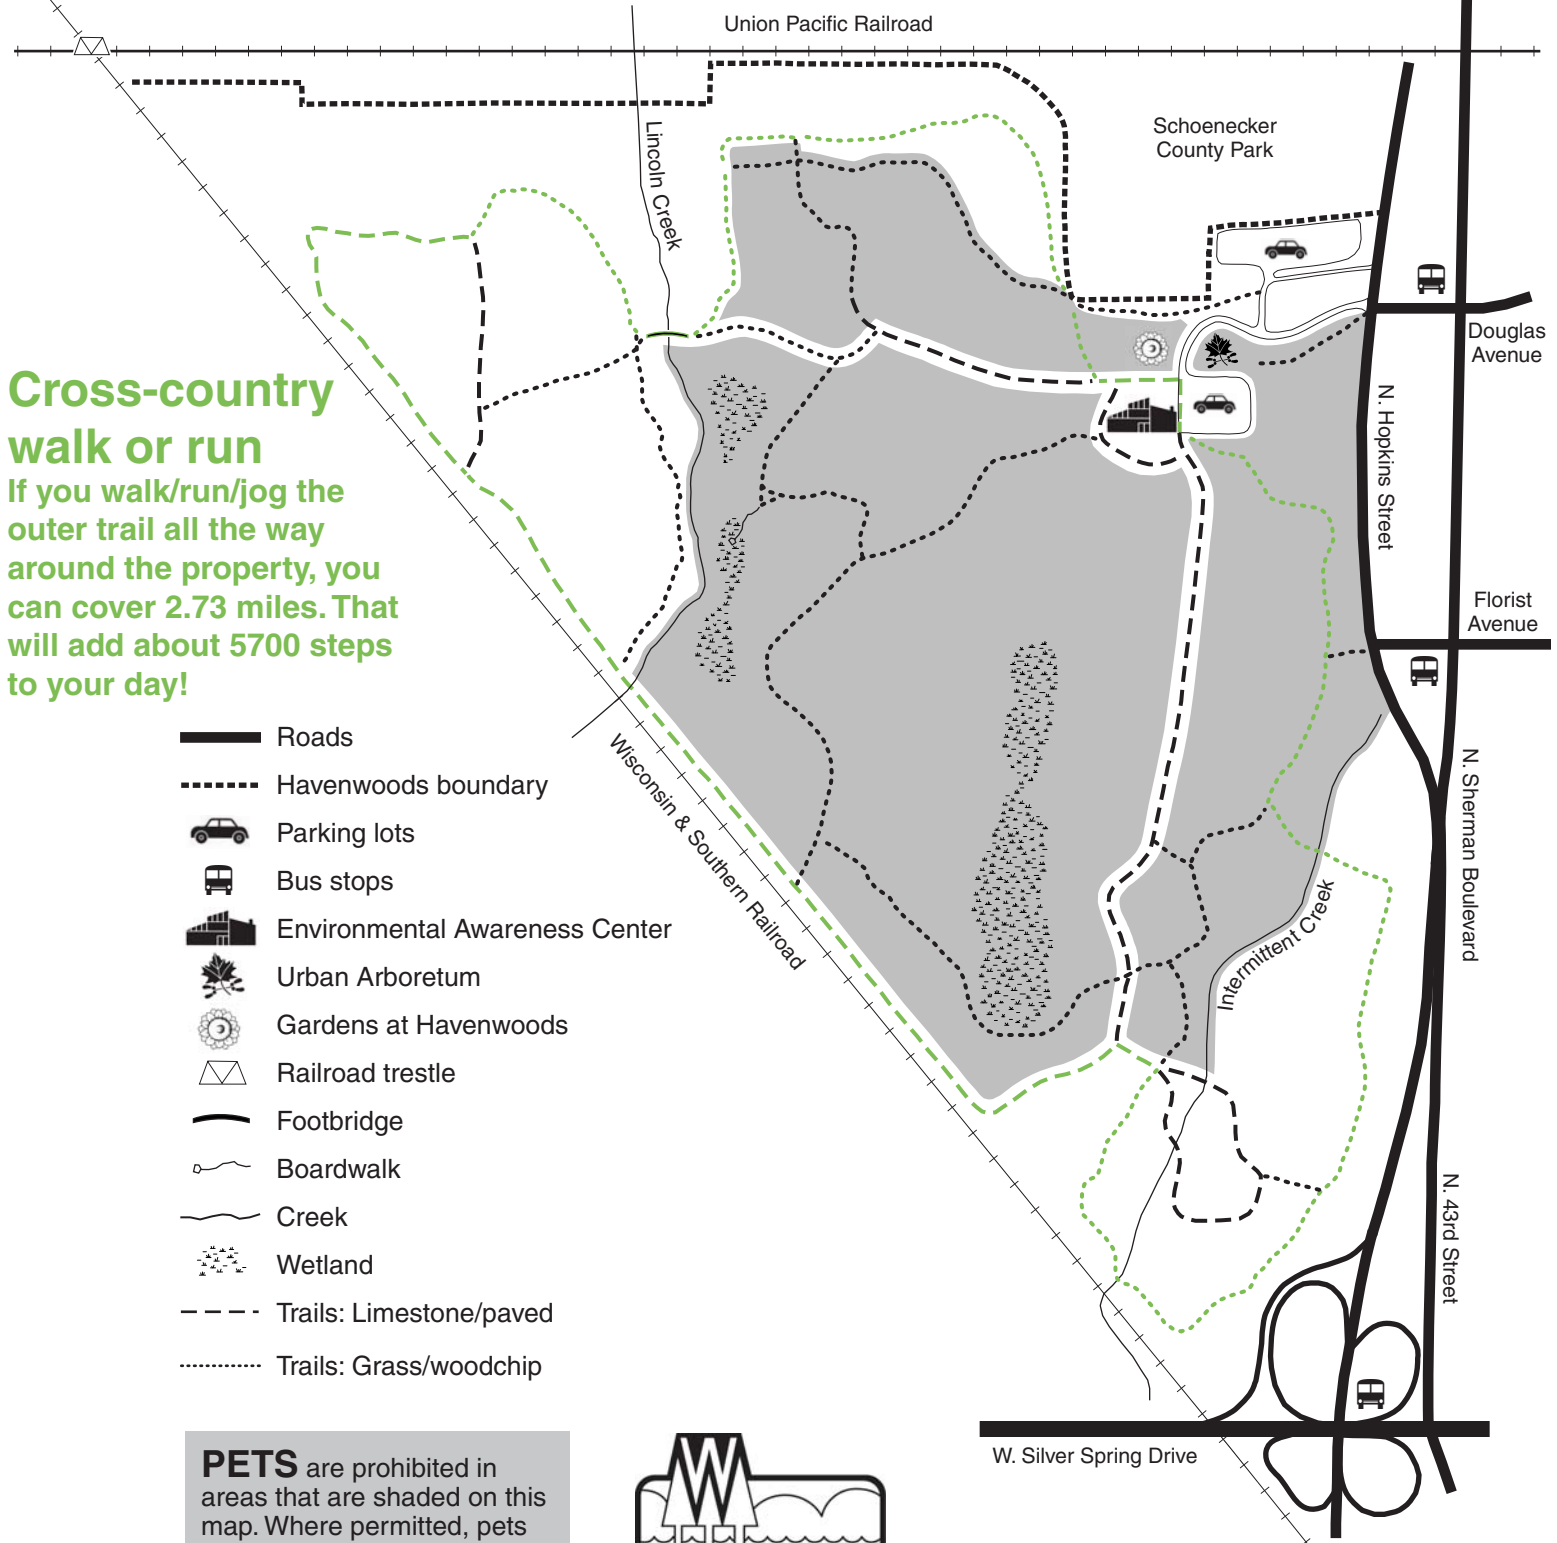 Union Pacific Railroad
Schoenecker
County Park
Lincoln Creek
Douglas
Avenue
N. Hopkins Street
Florist
Avenue
N. Sherman Boulevard
Cross-country
walk or run
If you walk/run/jog the
outer trail all the way
around the property, you
can cover 2.73 miles. That
will add about 5700 steps
to your day!
Wisconsin & Southern Railroad
Intermittent Creek
N. 43rd Street
W. Silver Spring Drive
Roads
Havenwoods boundary
Parking lots
Bus stops
Environmental Awareness Center
Urban Arboretum
Gardens at Havenwoods
Railroad trestle
Footbridge
Boardwalk
Creek
Wetland
Trails: Limestone/paved
Trails: Grass/woodchip
PETS are prohibited in
areas that are shaded on this
map. Where permitted, pets
W